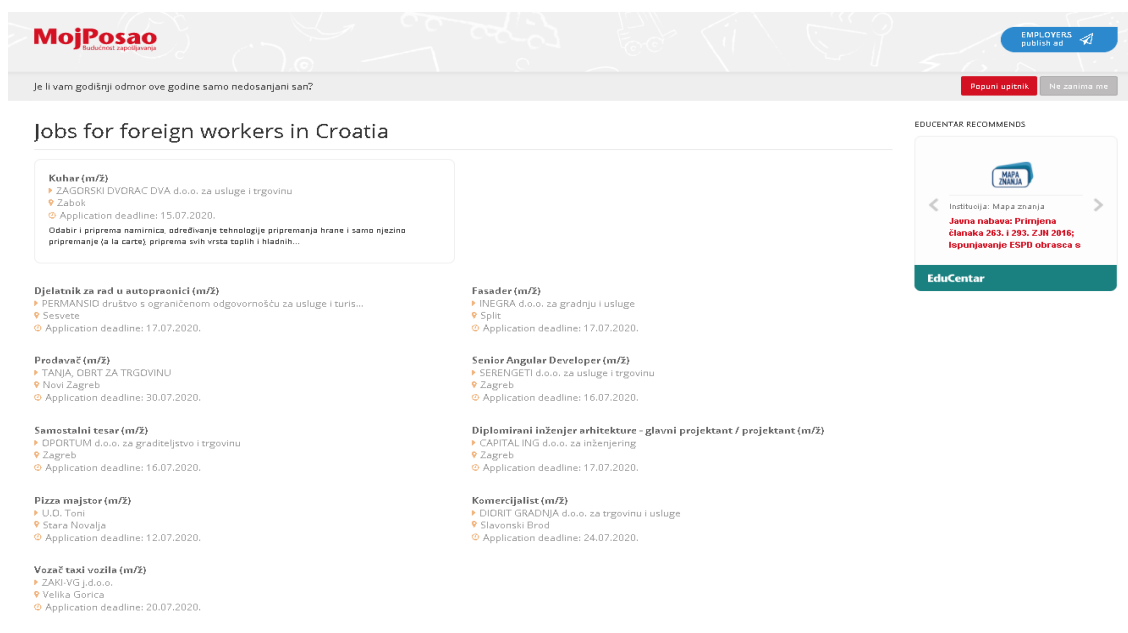 MojPosao
Budućnost zapošljavanja
EMPLOYERS
publish ad
Je li vam godišnji odmor ove godine samo nedosanjani san?
Popuni upitnik
Ne zanima me
Jobs for foreign workers in Croatia
Kuhar (m/ž)
ZAGORSKI DVORAC DVA d.o.o. za usluge i trgovinu
Zabok
Application deadline: 15.07.2020.
Odabir i priprema namirnica, određivanje tehnologije pripremanja hrane i samo njezino
pripremanje (a la carte), priprema svih vrsta toplih i hladnih...
Djelatnik za rad u autopraonici (m/ž)
PERMANSID društvo s ograničenom odgovornošću za usluge i turis...
Sesvete
Application deadline: 17.07.2020.
Fasader (m/ž)
INEGRA d.o.o. za gradnju i usluge
Split
Application deadline: 17.07.2020.
Prodavač (m/ž)
TANJA, OBRT ZA TRGOVINU
Novi Zagreb
Application deadline: 30.07.2020.
Senior Angular Developer (m/ž)
SERENGETI d.o.o. za usluge i trgovinu
Zagreb
Application deadline: 16.07.2020.
Samostalni tesar (m/ž)
OPORTUM d.o.o. za graditeljstvo i trgovinu
Zagreb
Application deadline: 16.07.2020.
Diplomirani inženjer arhitekture - glavni projektant / projektant (m/ž)
CAPITAL ING d.o.o. za inženjering
Zagreb
Application deadline: 17.07.2020.
Pizza majstor (m/ž)
U.O. Toni
Stara Novalja
Application deadline: 12.07.2020.
Komercijalist (m/ž)
DIDRIT GRADNJA d.o.o. za trgovinu i usluge
Slavonski Brod
Application deadline: 24.07.2020.
Vozač taxi vozila (m/ž)
ZAKI-VG j.d.o.o.
Velika Gorica
Application deadline: 20.07.2020.
EDUCENTAR RECOMMENDS
MAPA
ZNANJA
Institucija: Mapa znanja
Javna nabava: Primjena
članaka 263. i 293. ZJN 2016;
Ispunjavanje ESPD obrasca s
EduCentar